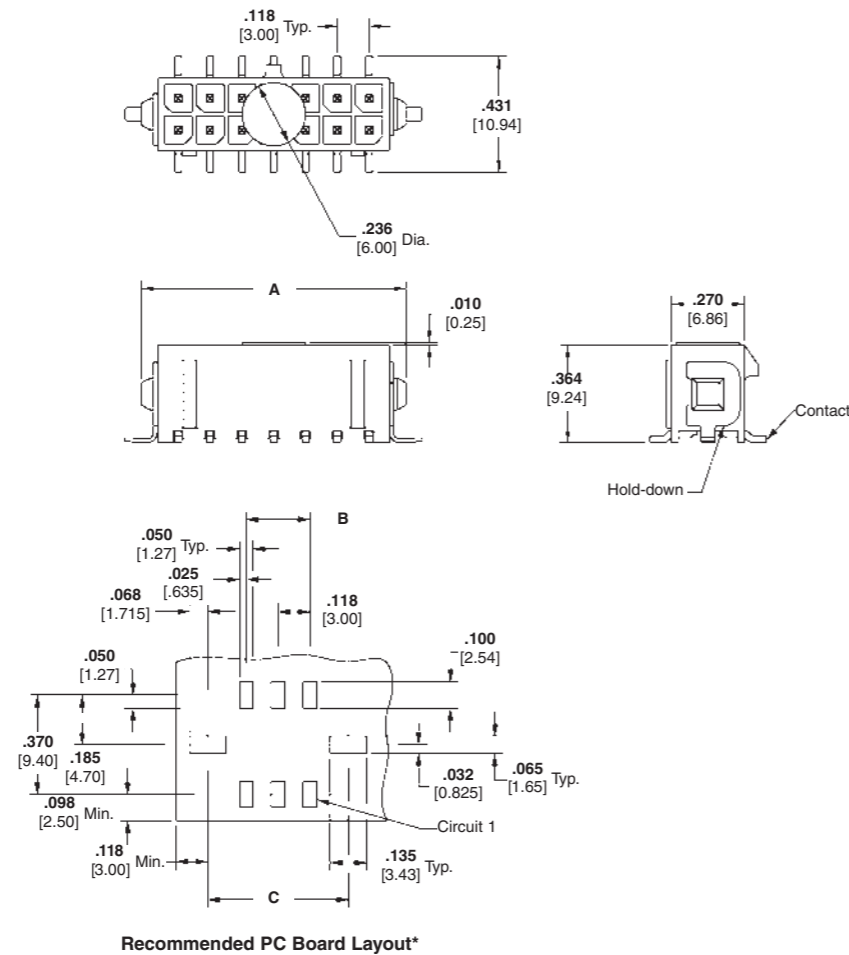 .118
[3.00] Typ.
.431
[10.94]
.236
[6.00] Dia.
A
.010
[0.25]
.270
[6.86]
.364
[9.24]
Contact
Hold-down
B
.050
[1.27] Typ.
.025
[.635]
.068
[1.715]
.118
[3.00]
.100
[2.54]
.050
[1.27]
.370
[9.40]
.185
[4.70]
.032
[0.825]
.065
[1.65] Typ.
.098
[2.50] Min.
Circuit 1
.118
[3.00] Min.
.135
[3.43] Typ.
C
Recommended PC Board Layout*